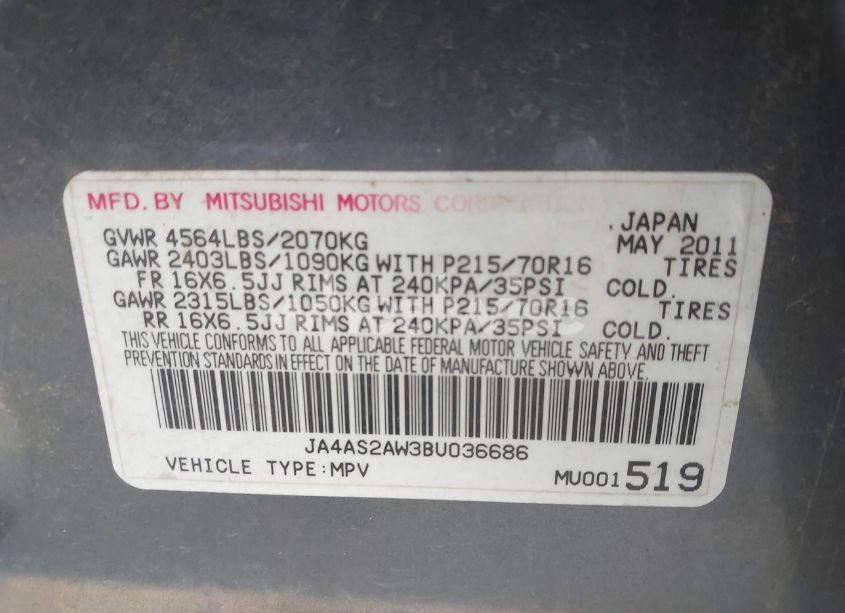 MFD. BY MITSUBISHI MOTORS CORPORATION
. JAPAN
GVWR 4564LBS/2070KG MAY 2011
GAWR 2403LBS/1090KG WITH P215/70R16 TIRES
FR 16X6.5JJ RIMS AT 240KPA/35PSI COLD.
GAWR 2315LBS/1050KG WITH P215/70R16 TIRES
RR 16X6.5JJ RIMS AT 240KPA/35PSI COLD.
THIS VEHICLE CONFORMS TO ALL APPLICABLE FEDERAL MOTOR VEHICLE SAFETY AND THEFT
PREVENTION STANDARDS IN EFFECT ON THE DATE OF MANUFACTURE SHOWN ABOVE.
JA4AS2AW3BU036686
VEHICLE TYPE:MPV MU001519